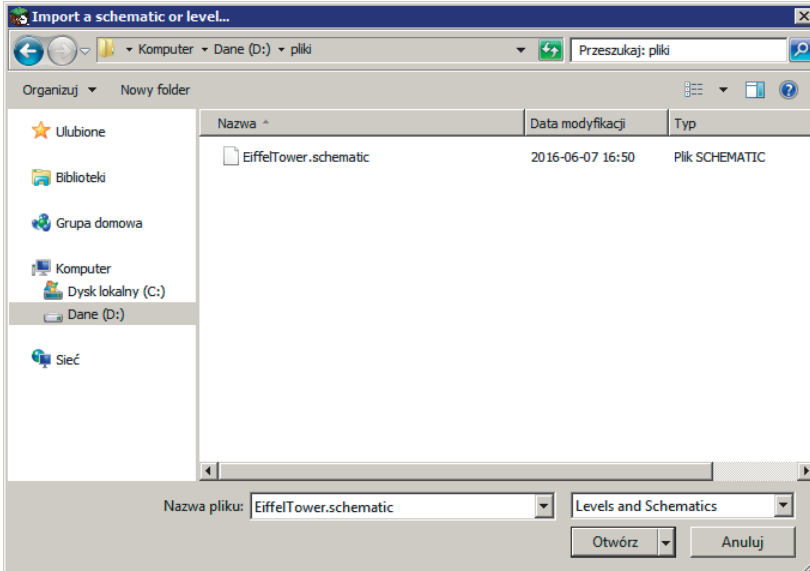 Import a schematic or level...
Komputer Dane (D:) pliki
Przeszukaj: pliki
Organizuj Nowy folder
Nazwa Data modyfikacji Typ
EiffelTower.schematic 2016-06-07 16:50 Plik SCHEMATIC
Ulubione
Biblioteki
Grupa domowa
Komputer
Dysk lokalny (C:)
Dane (D:)
Sieć
Nazwa pliku: EiffelTower.schematic Levels and Schematics
Otwórz Anuluj